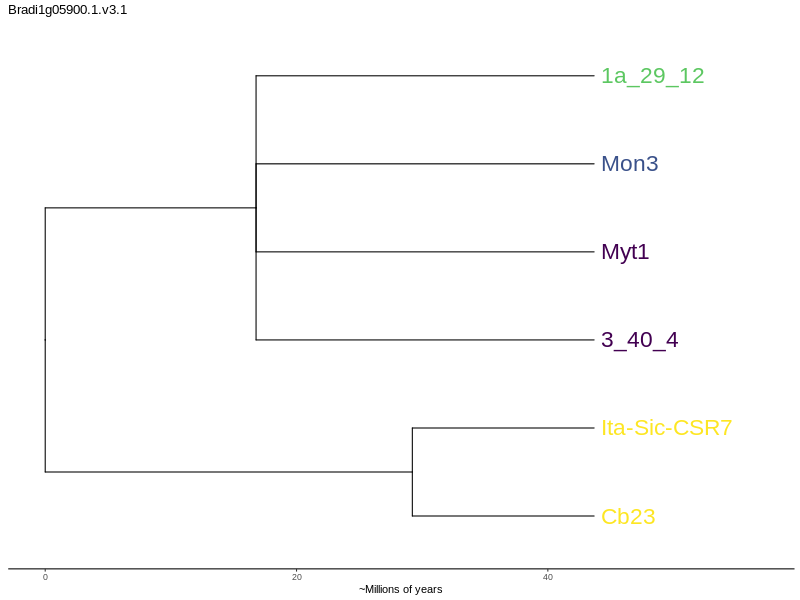 Bradi1g05900.1.v3.1
1a_29_12
Mon3
Myt1
3_40_4
Ita-Sic-CSR7
Cb23
0 20 40
~Millions of years